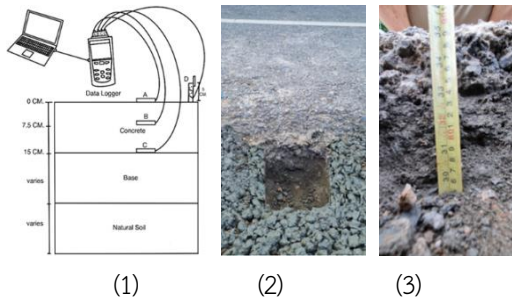 Data Logger
A
D
0 CM.
B
7.5 CM.
Concrete
C
15 CM.
varies
Base
varies
Natural Soil
(1)
(2)
(3)